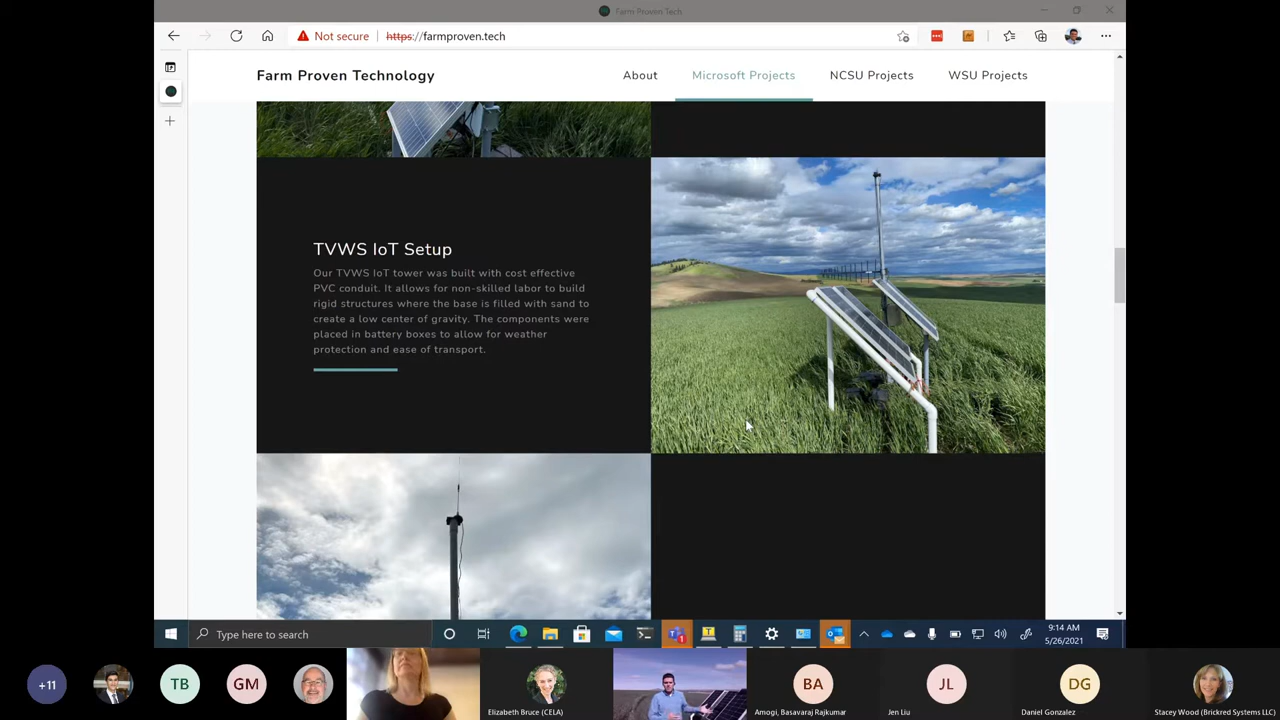 Farm Proven Tech
Not secure https://farmproven.tech
Farm Proven Technology
About Microsoft Projects NCSU Projects WSU Projects
TVWS IoT Setup
Our TVWS IoT tower was built with cost effective
PVC conduit. It allows for non-skilled labor to build
rigid structures where the base is filled with sand to
create a low center of gravity. The components were
placed in battery boxes to allow for weather
protection and ease of transport.
Type here to search
9:14 AM
5/26/2021
+11 TB GM BA JL DG
Elizabeth Bruce (CELA) Amogi, Basavaraj Rajkumar Jen Liu Daniel Gonzalez Stacey Wood (Brickred Systems LLC)